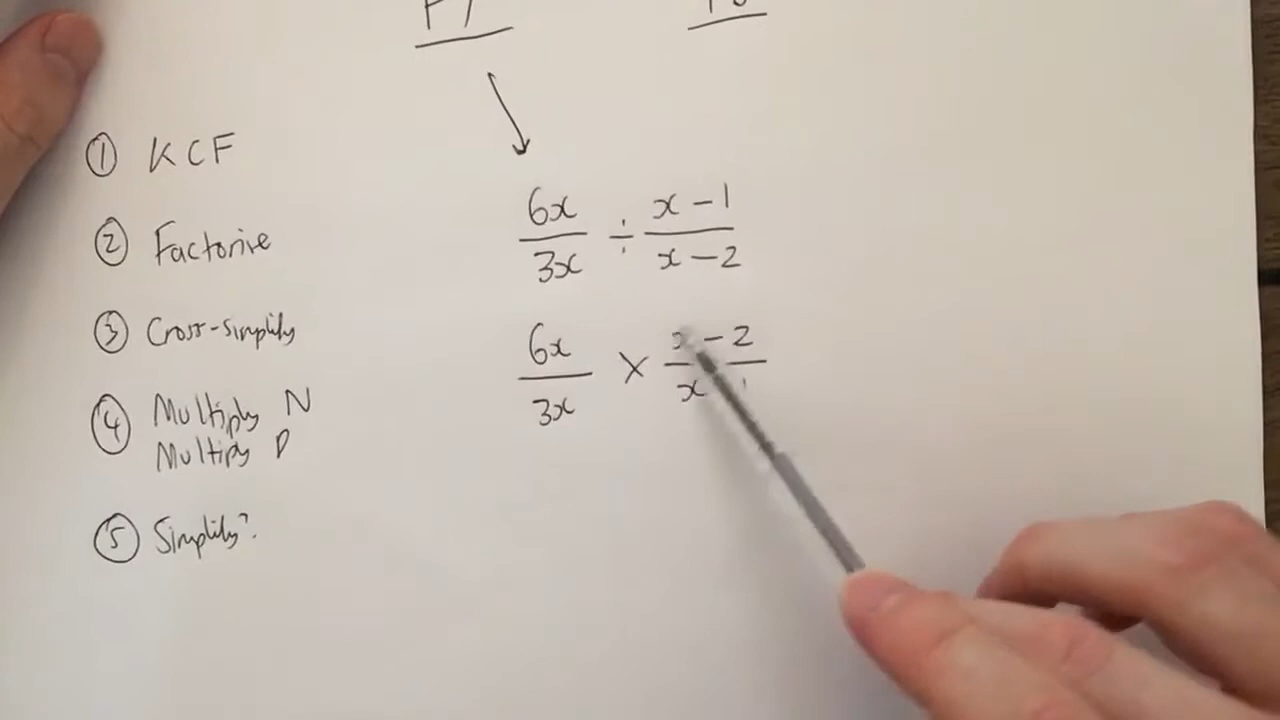 ① KCF
② Factorise
③ Cross-simplify
④ Multiply N
Multiply D
⑤ Simplify?
6x/3x ÷ x-1/x-2
6x/3x × x-2/x